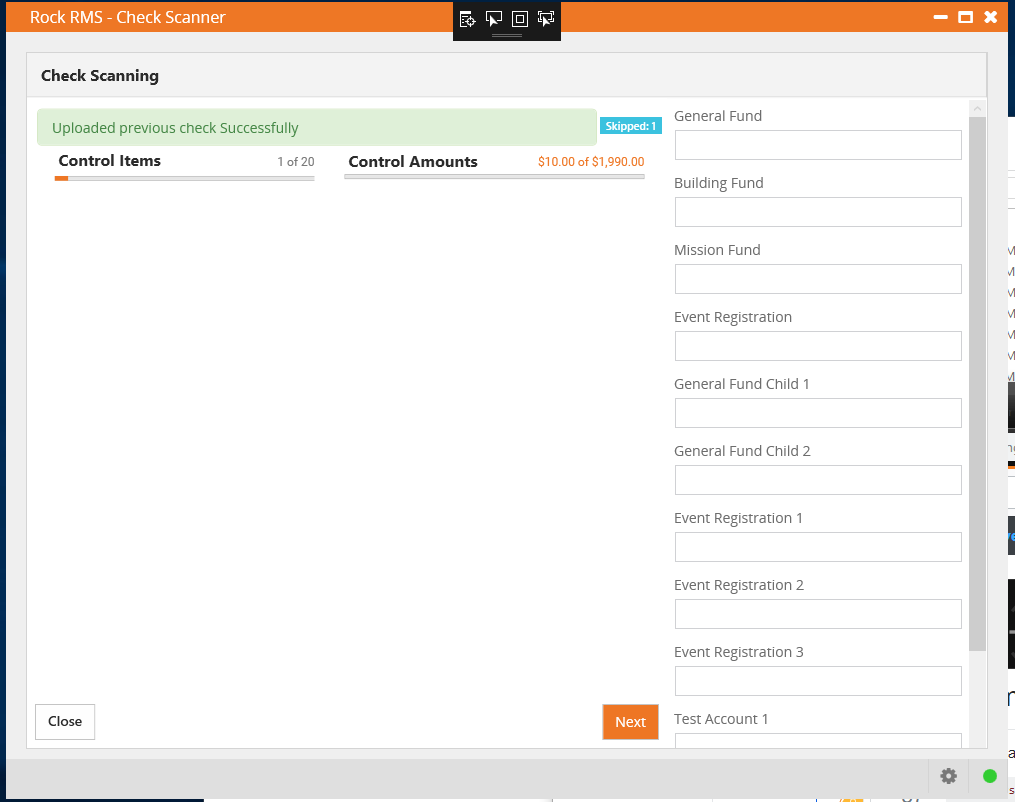 Rock RMS - Check Scanner
Check Scanning
Uploaded previous check Successfully
Skipped: 1
Control Items
1 of 20
Control Amounts
$10.00 of $1,990.00
General Fund
Building Fund
Mission Fund
Event Registration
General Fund Child 1
General Fund Child 2
Event Registration 1
Event Registration 2
Event Registration 3
Test Account 1
Close
Next